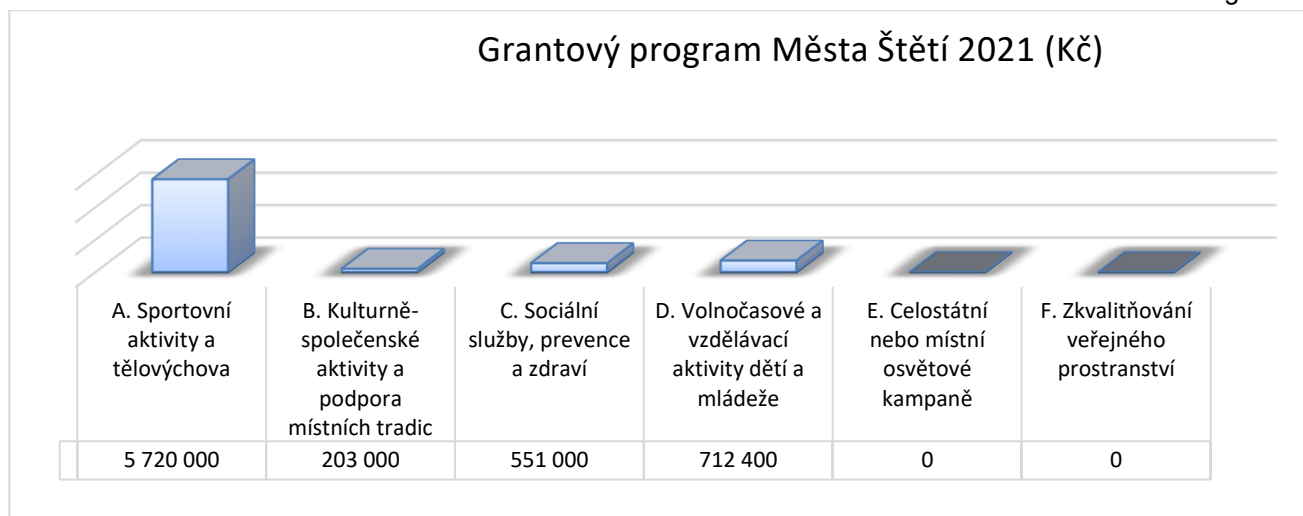 Grantový program Města Štětí 2021 (Kč)
A. Sportovní
aktivity a
tělovýchova
B. Kulturně-
společenské
aktivity a
podpora
místních tradic
C. Sociální
služby, prevence
a zdraví
D. Volnočasové a
vzdělávací
aktivity dětí a
mládeže
E. Celostátní
nebo místní
osvětové
kampaně
F. Zkvalitňování
veřejného
prostranství
5 720 000
203 000
551 000
712 400
0
0